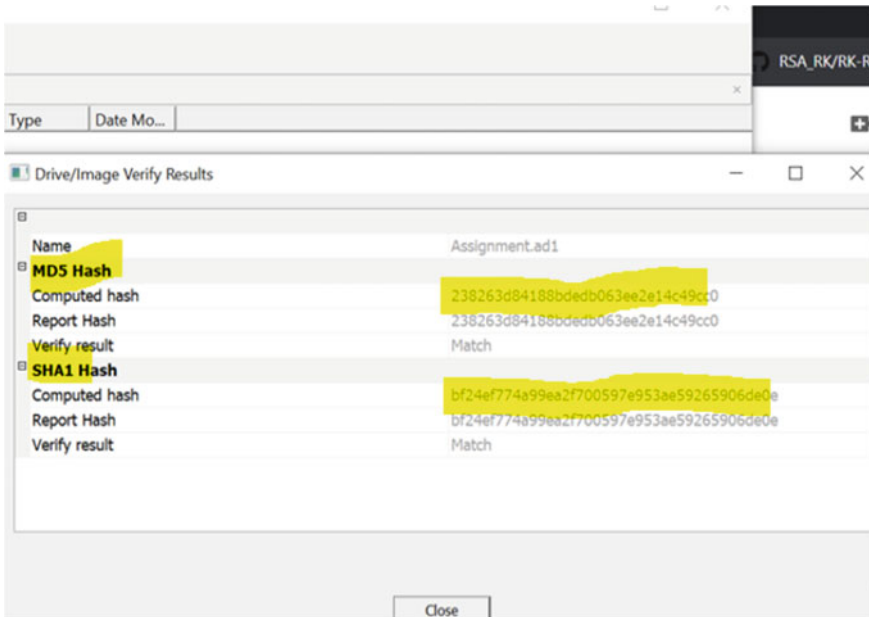 RSA_RK/RK-R
Type Date Mo...
Drive/Image Verify Results
Name Assignment.ad1
MD5 Hash
Computed hash 238263d84188bdedb063ee2e14c49cc0
Report Hash 238263d84188bdedb063ee2e14c49cc0
Verify result Match
SHA1 Hash
Computed hash bf24ef774a99ea2f700597e953ae59265906de0e
Report Hash bf24ef774a99ea2f700597e953ae59265906de0e
Verify result Match
Close